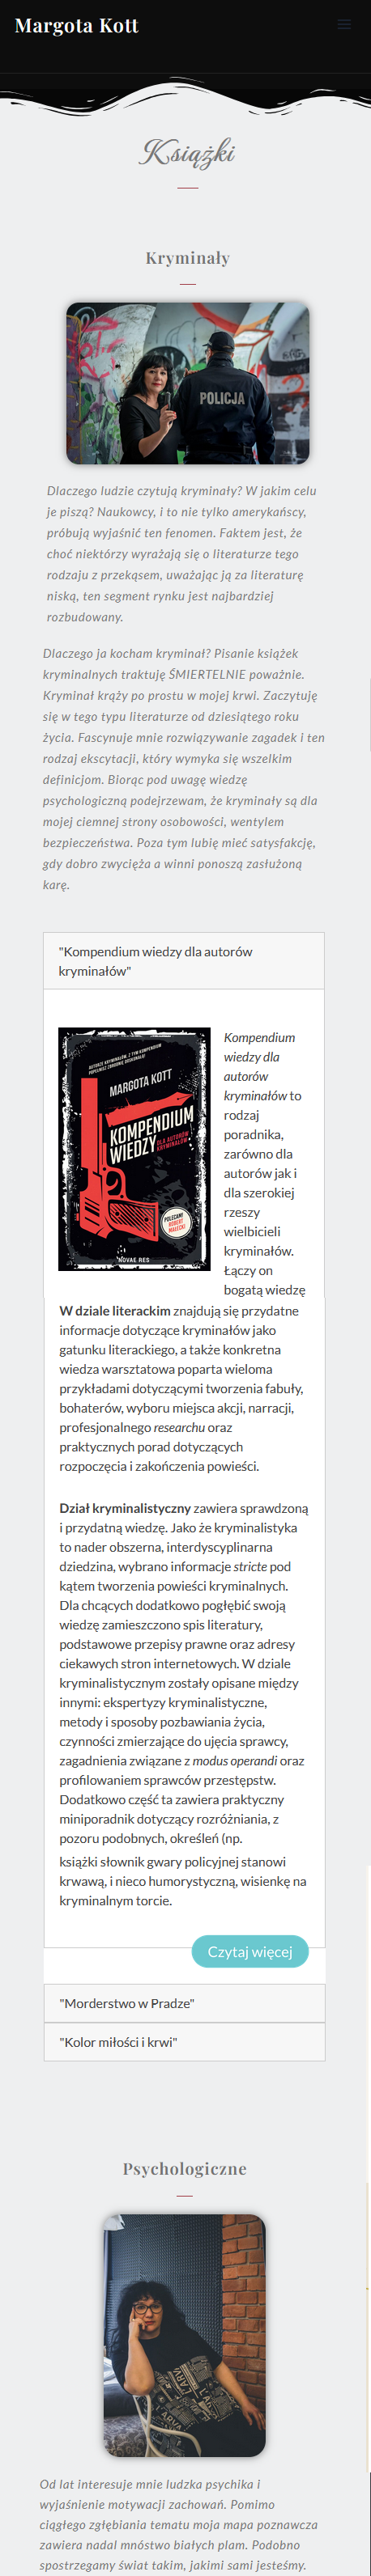 Margota Kott
Książki
Kryminały
POLICJA
Dlaczego ludzie czytują kryminały? W jakim celu
je piszą? Naukowcy, i to nie tylko amerykańscy,
próbują wyjaśnić ten fenomen. Faktem jest, że
choć niektórzy wyrażają się o literaturze tego
rodzaju z przekąsem, uważając ją za literaturę
niską, ten segment rynku jest najbardziej
rozbudowany.
Dlaczego ja kocham kryminał? Pisanie książek
kryminalnych traktuję ŚMIERTELNIE poważnie.
Kryminał krąży po prostu w mojej krwi. Zaczytuję
się w tego typu literaturze od dziesiątego roku
życia. Fascynuje mnie rozwiązywanie zagadek i ten
rodzaj ekscytacji, który wymyka się wszelkim
definicjom. Biorąc pod uwagę wiedzę
psychologiczną podejrzewam, że kryminały są dla
mojej ciemnej strony osobowości, wentylem
bezpieczeństwa. Poza tym lubię mieć satysfakcję,
gdy dobro zwycięża a winni ponoszą zasłużoną
karę.
"Kompendium wiedzy dla autorów
kryminałów"
AUTORZE KRYMINAŁÓW, Z TYM KOMPENDIUM
POPEŁNISZ ZBRODNIĘ DOSKONAŁĄ!
MARGOTA KOTT
KOMPENDIUM
WIEDZY DLA AUTORÓW
KRYMINAŁÓW
POLECANE
ROBERT
MAŁECKI
NOVAE RES
Kompendium
wiedzy dla
autorów
kryminałów to
rodzaj
poradnika,
zarówno dla
autorów jak i
dla szerokiej
rzeszy
wielbicieli
kryminałów.
Łączy on
bogatą wiedzę
W dziale literackim znajdują się przydatne
informacje dotyczące kryminałów jako
gatunku literackiego, a także konkretna
wiedza warsztatowa poparta wieloma
przykładami dotyczącymi tworzenia fabuły,
bohaterów, wyboru miejsca akcji, narracji,
profesjonalnego researchu oraz
praktycznych porad dotyczących
rozpoczęcia i zakończenia powieści.
Dział kryminalistyczny zawiera sprawdzoną
i przydatną wiedzę. Jako że kryminalistyka
to nader obszerna, interdyscyplinarna
dziedzina, wybrano informacje stricte pod
kątem tworzenia powieści kryminalnych.
Dla chcących dodatkowo pogłębić swoją
wiedzę zamieszczono spis literatury,
podstawowe przepisy prawne oraz adresy
ciekawych stron internetowych. W dziale
kryminalistycznym zostały opisane między
innymi: ekspertyzy kryminalistyczne,
metody i sposoby pozbawiania życia,
czynności zmierzające do ujęcia sprawcy,
zagadnienia związane z modus operandi oraz
profilowaniem sprawców przestępstw.
Dodatkowo część ta zawiera praktyczny
miniporadnik dotyczący rozróżniania, z
pozoru podobnych, określeń (np.
książki słownik gwary policyjnej stanowi
krwawą, i nieco humorystyczną, wisienkę na
kryminalnym torcie.
Czytaj więcej
"Morderstwo w Pradze"
"Kolor miłości i krwi"
Psychologiczne
LARVA
Od lat interesuje mnie ludzka psychika i
wyjaśnienie motywacji zachowań. Pomimo
ciągłego zgłębiania tematu moja mapa poznawcza
zawiera nadal mnóstwo białych plam. Podobno
spostrzegamy świat takim, jakimi sami jesteśmy.